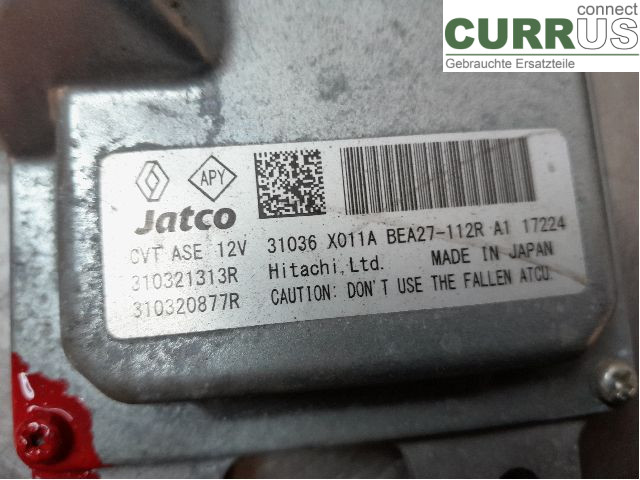 connect
CURRUS
Gebrauchte Ersatzteile
APY
Jatco
CVT ASE 12V 31036 X011A BEA27-112R A1 17224
310321313R Hitachi,Ltd. MADE IN JAPAN
310320877R CAUTION: DON'T USE THE FALLEN ATCU.